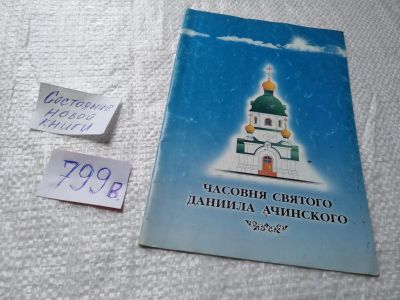 Состояние
новой
книги
799в.
ЧАСОВНЯ СВЯТОГО
ДАНИИЛА АЧИНСКОГО